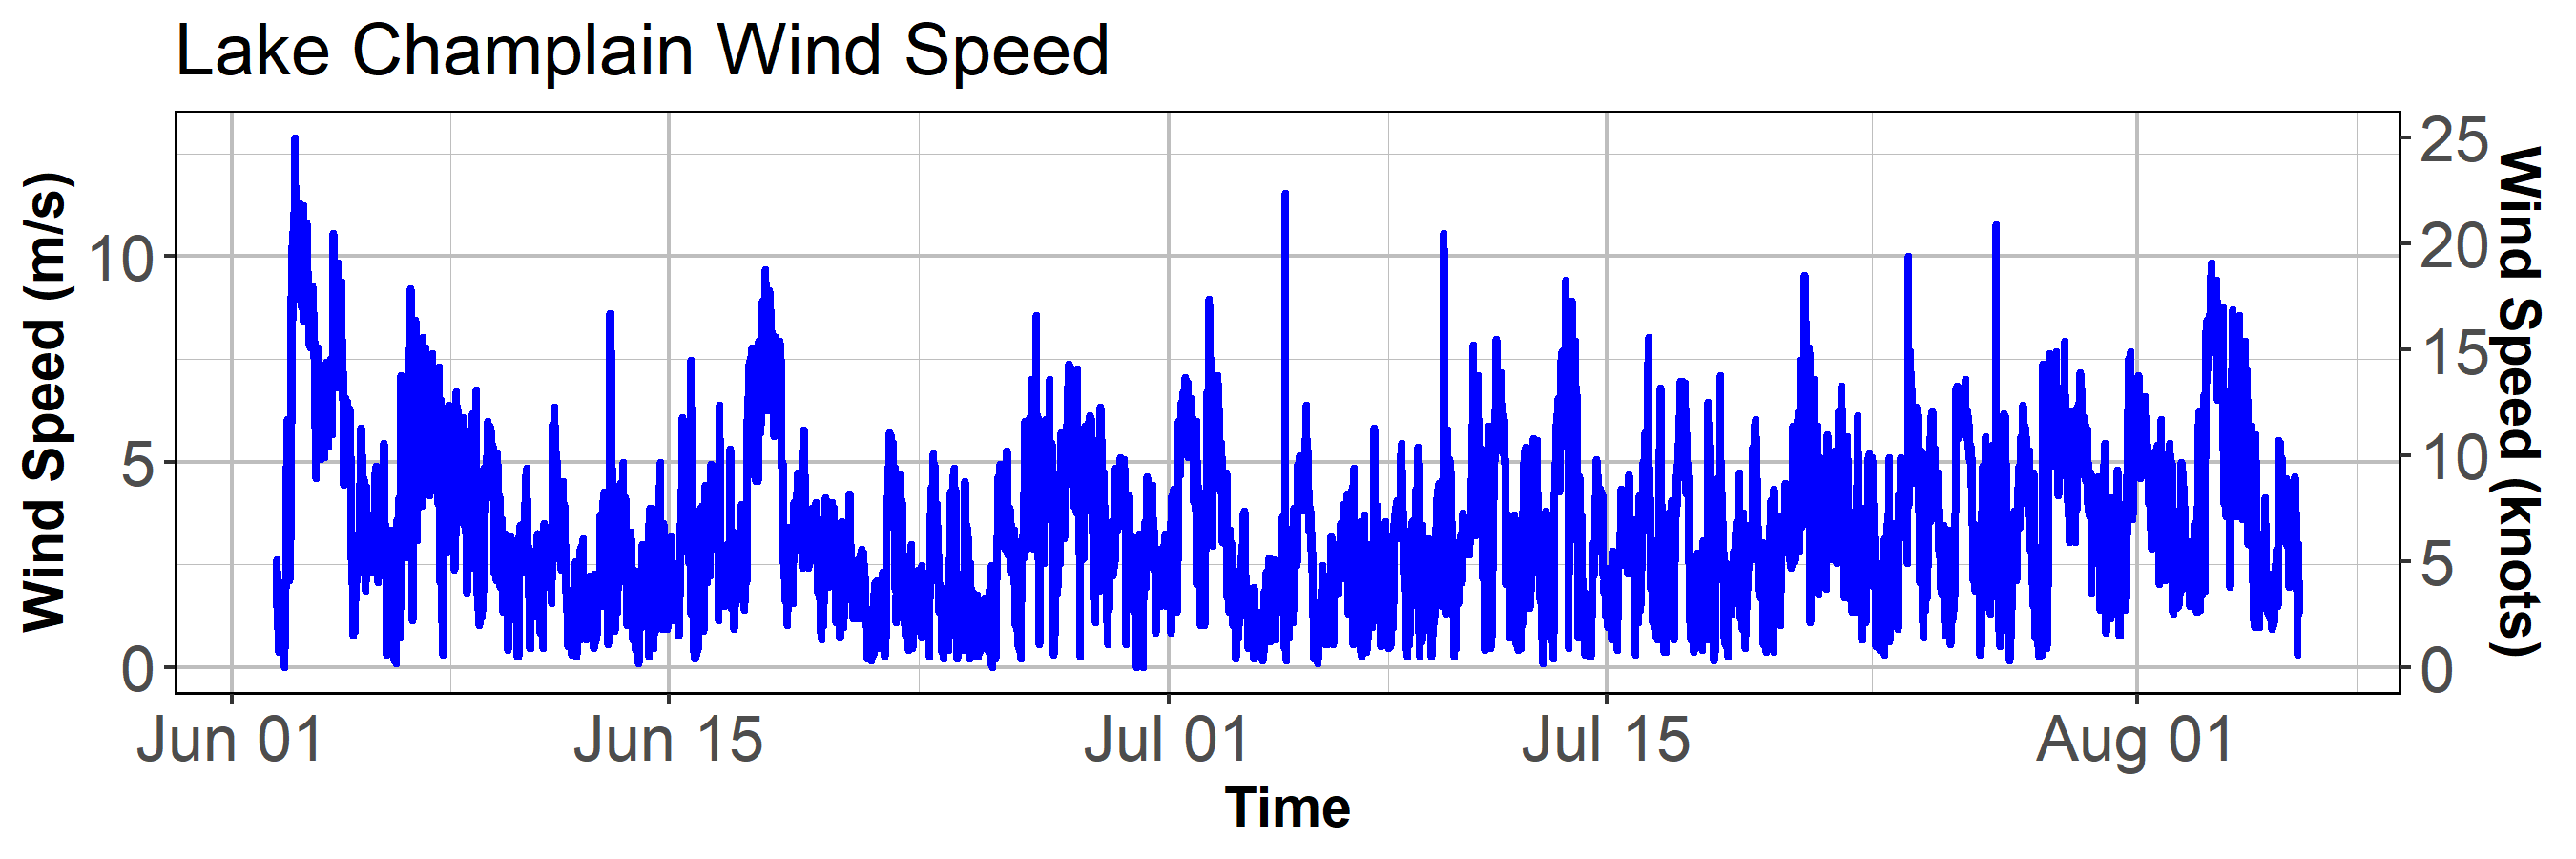 Lake Champlain Wind Speed
Wind Speed (m/s)
10
5
0
25
20
15
10
5
0
Wind Speed (knots)
Jun 01 Jun 15 Jul 01 Jul 15 Aug 01
Time